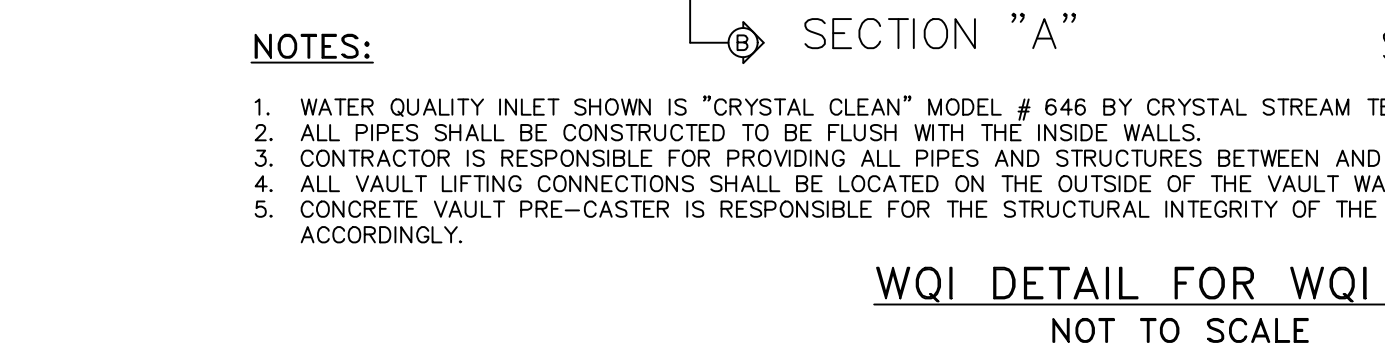 B SECTION "A"
NOTES:
1. WATER QUALITY INLET SHOWN IS "CRYSTAL CLEAN" MODEL # 646 BY CRYSTAL STREAM
2. ALL PIPES SHALL BE CONSTRUCTED TO BE FLUSH WITH THE INSIDE WALLS.
3. CONTRACTOR IS RESPONSIBLE FOR PROVIDING ALL PIPES AND STRUCTURES BETWEEN AND
4. ALL VAULT LIFTING CONNECTIONS SHALL BE LOCATED ON THE OUTSIDE OF THE VAULT
5. CONCRETE VAULT PRE-CASTER IS RESPONSIBLE FOR THE STRUCTURAL INTEGRITY OF THE
ACCORDINGLY.
WQI DETAIL FOR WQI
NOT TO SCALE